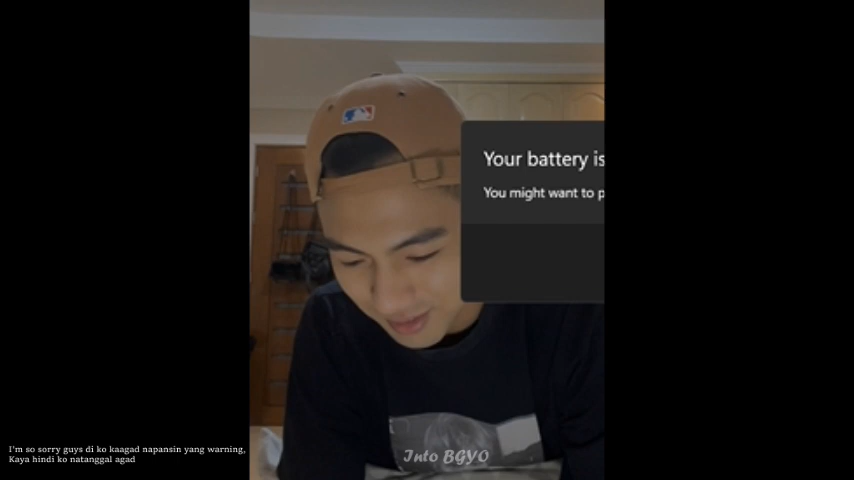 Your battery is
You might want to p
I'm so sorry guys di ko kaagad napansin yang warning,
Kaya hindi ko natanggal agad
Into BGYO